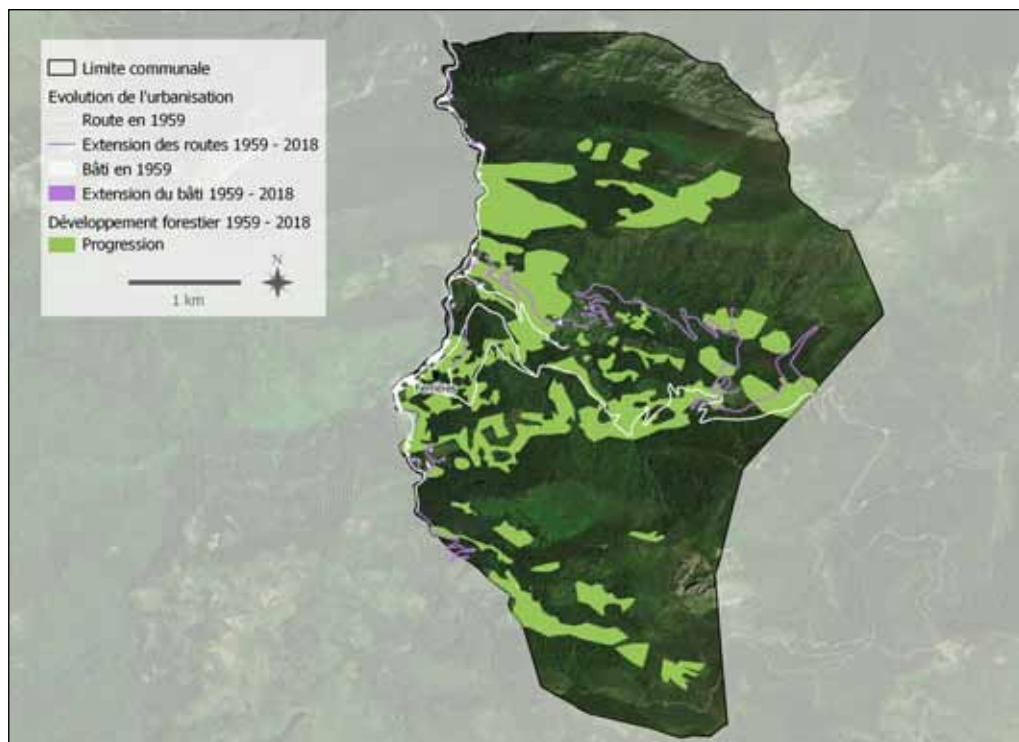 Limite communale
Evolution de l'urbanisation
Route en 1959
Extension des routes 1959 - 2018
Bâti en 1959
Extension du bâti 1959 - 2018
Développement forestier 1959 - 2018
Progression
N
1 km